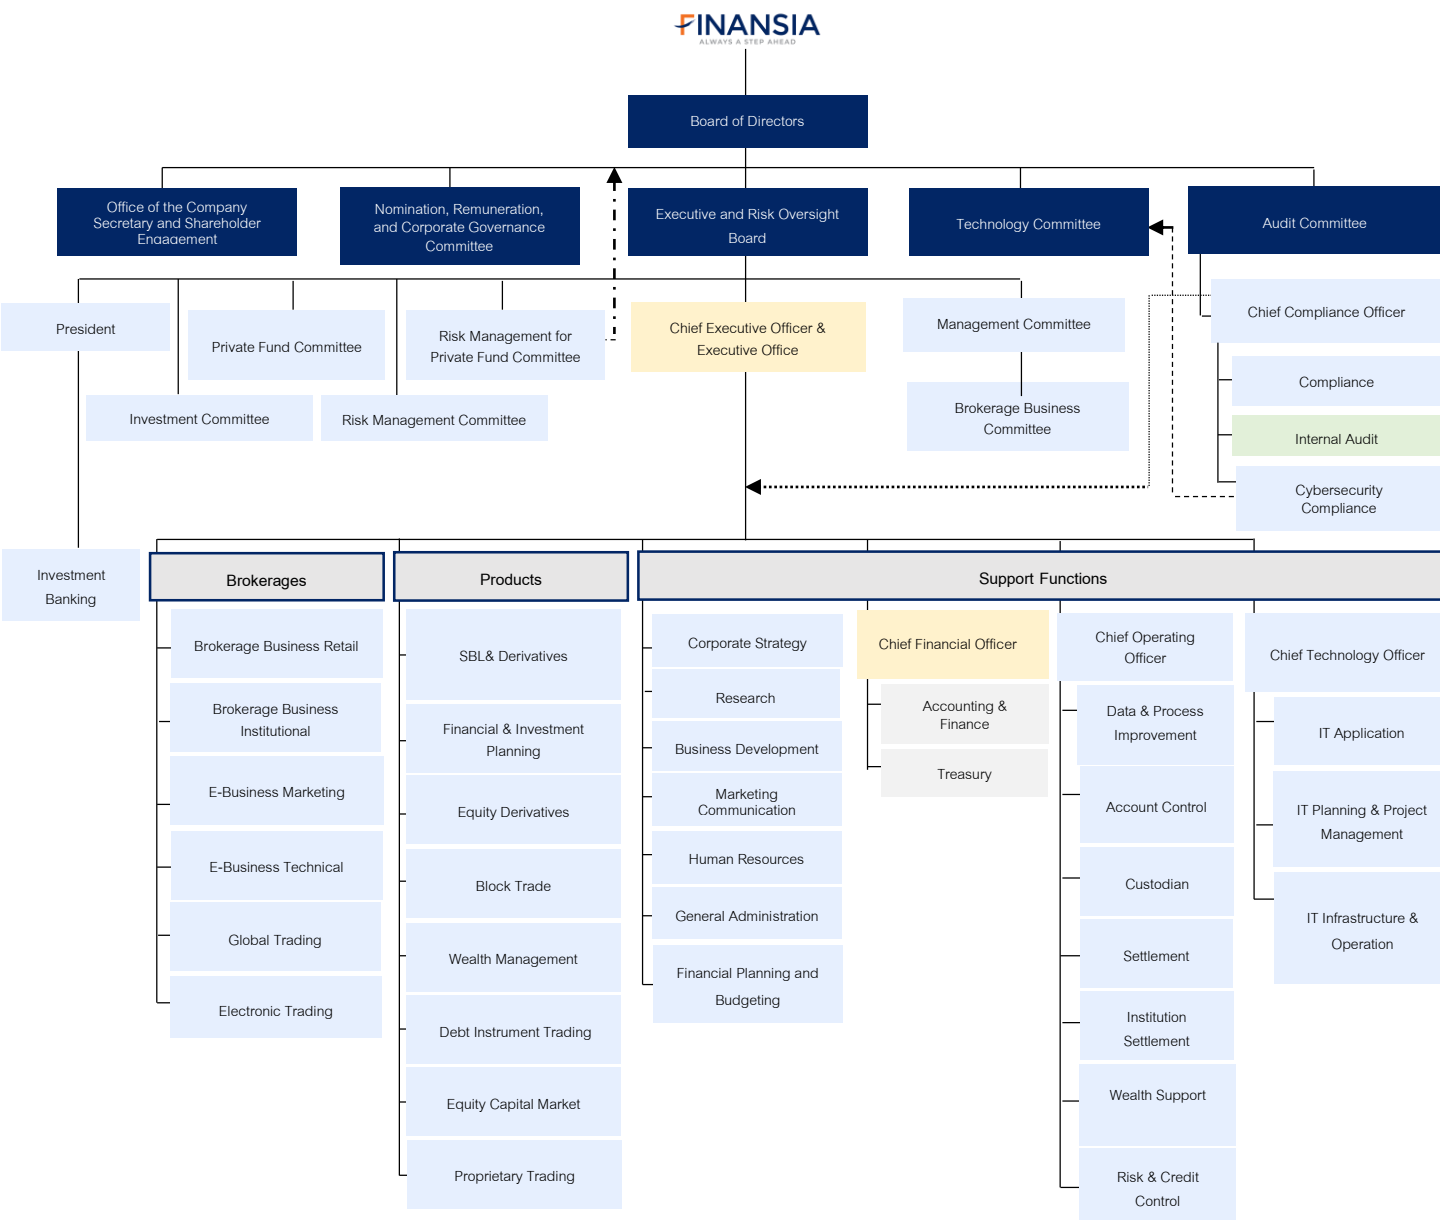 FINANSIA
ALWAYS A STEP AHEAD
Board of Directors
Office of the Company
Secretary and Shareholder
Engagement
Nomination, Remuneration,
and Corporate Governance
Committee
Executive and Risk Oversight
Board
Technology Committee
Audit Committee
President
Private Fund Committee
Risk Management for
Private Fund Committee
Chief Executive Officer &
Executive Office
Management Committee
Chief Compliance Officer
Investment Committee
Risk Management Committee
Brokerage Business
Committee
Compliance
Internal Audit
Cybersecurity
Compliance
Investment
Banking
Brokerages
Products
Support Functions
Brokerage Business Retail
Brokerage Business
Institutional
E-Business Marketing
E-Business Technical
Global Trading
Electronic Trading
SBL& Derivatives
Financial & Investment
Planning
Equity Derivatives
Block Trade
Wealth Management
Debt Instrument Trading
Equity Capital Market
Proprietary Trading
Corporate Strategy
Research
Business Development
Marketing
Communication
Human Resources
General Administration
Financial Planning and
Budgeting
Chief Financial Officer
Accounting &
Finance
Treasury
Chief Operating
Officer
Data & Process
Improvement
Account Control
Custodian
Settlement
Institution
Settlement
Wealth Support
Risk & Credit
Control
Chief Technology Officer
IT Application
IT Planning & Project
Management
IT Infrastructure &
Operation